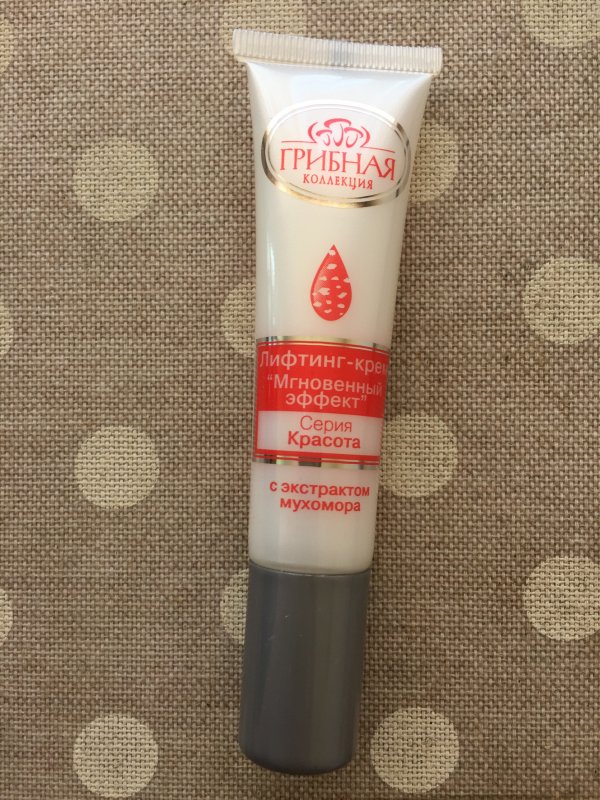 ГРИБНАЯ
КОЛЛЕКЦИЯ
Лифтинг-крем
"Мгновенный
эффект"
Серия
Красота
с экстрактом
мухомора